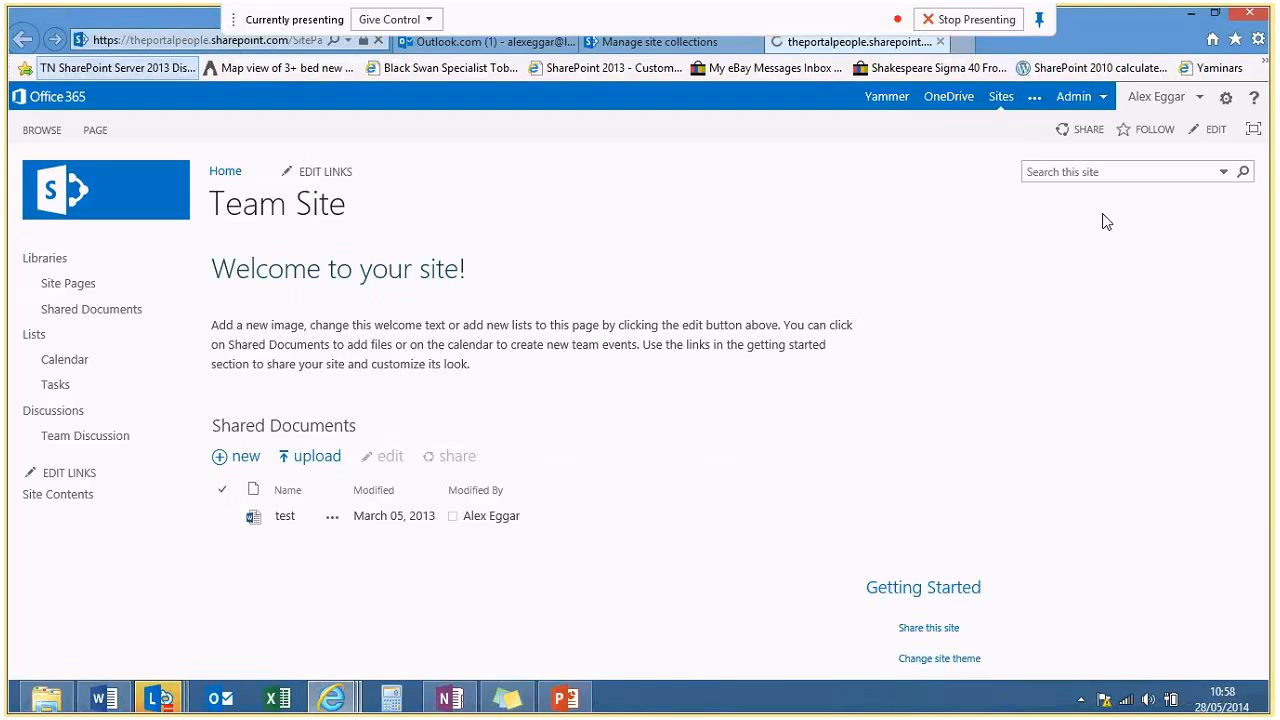 Currently presenting
Give Control
Stop Presenting
https://theportalpeople.sharepoint.com/SitePa
Outlook.com (1) - alexeggar@l...
Manage site collections
theportalpeople.sharepoint....
TN SharePoint Server 2013 Dis...
Map view of 3+ bed new ...
Black Swan Specialist Tob...
SharePoint 2013 - Custom...
My eBay Messages Inbox ...
Shakespeare Sigma 40 Fro...
SharePoint 2010 calculate...
Yaminars
Office 365
Yammer
OneDrive
Sites
...
Admin
Alex Eggar
?
BROWSE
PAGE
SHARE
FOLLOW
EDIT
S
Home
EDIT LINKS
Search this site
Team Site
Welcome to your site!
Libraries
Site Pages
Shared Documents
Lists
Calendar
Tasks
Discussions
Team Discussion
EDIT LINKS
Site Contents
Add a new image, change this welcome text or add new lists to this page by clicking the edit button above. You can click
on Shared Documents to add files or on the calendar to create new team events. Use the links in the getting started
section to share your site and customize its look.
Shared Documents
new
upload
edit
share
Name
Modified
Modified By
test
...
March 05, 2013
Alex Eggar
Getting Started
Share this site
Change site theme
10:58
28/05/2014